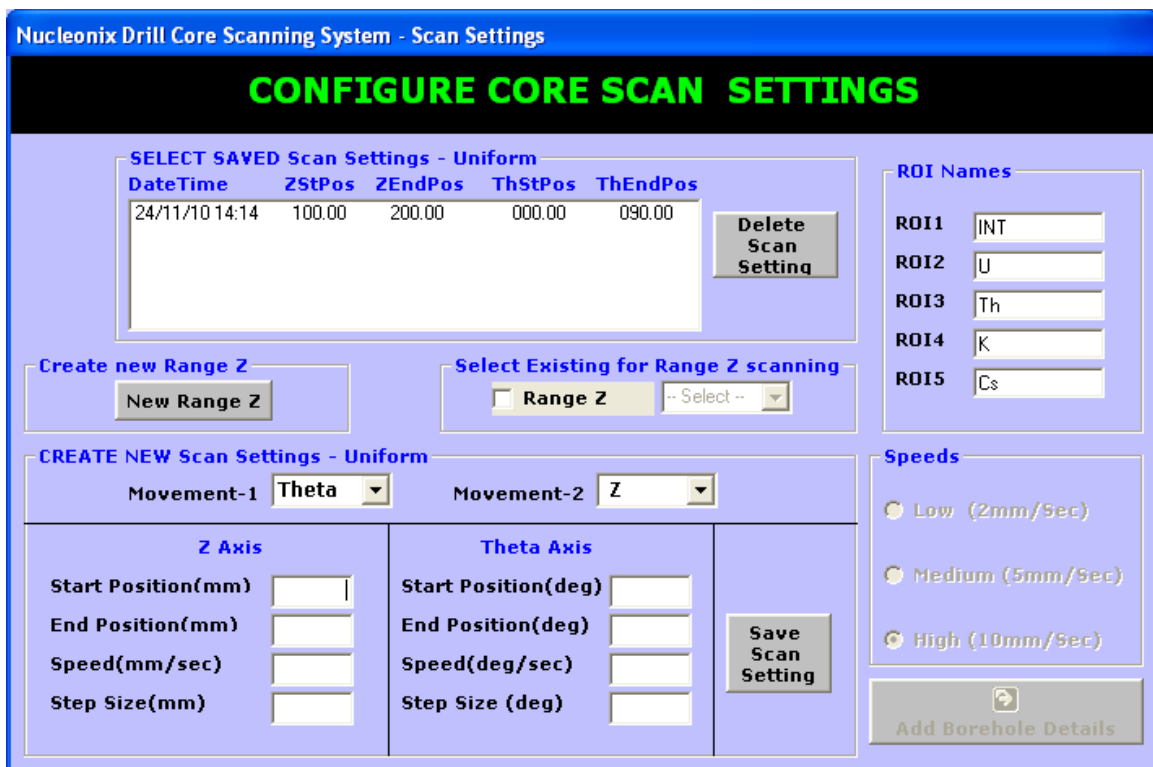 Nucleonix Drill Core Scanning System - Scan Settings
CONFIGURE CORE SCAN SETTINGS
SELECT SAVED Scan Settings - Uniform
DateTime ZStPos ZEndPos ThStPos ThEndPos
24/11/10 14:14 100.00 200.00 000.00 090.00
Delete
Scan
Setting
ROI Names
ROI1 INT
ROI2 U
ROI3 Th
ROI4 K
ROI5 Cs
Create new Range Z
New Range Z
Select Existing for Range Z scanning
Range Z -- Select --
CREATE NEW Scan Settings - Uniform
Movement-1 Theta Movement-2 Z
Z Axis
Start Position(mm)
End Position(mm)
Speed(mm/sec)
Step Size(mm)
Theta Axis
Start Position(deg)
End Position(deg)
Speed(deg/sec)
Step Size (deg)
Save
Scan
Setting
Speeds
Low (2mm/Sec)
Medium (5mm/Sec)
High (10mm/Sec)
Add Borehole Details